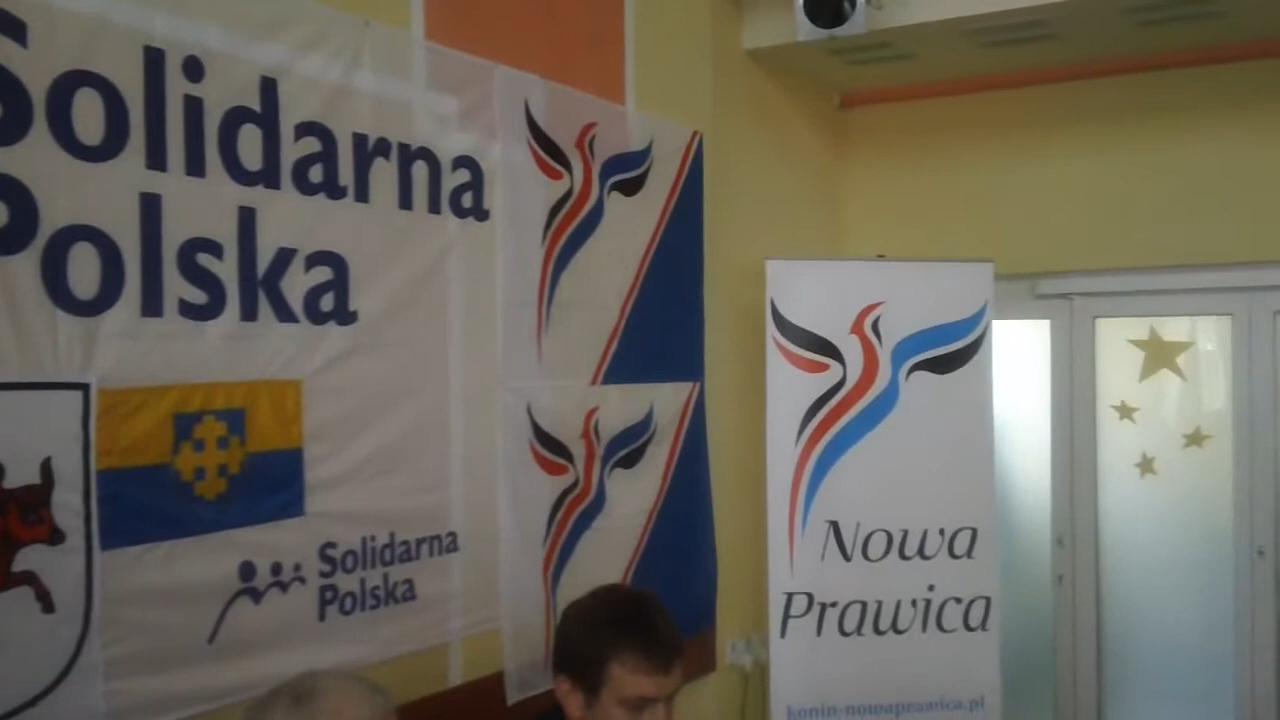 Solidarna
Polska
Solidarna
Polska
Nowa
Prawica
konin-nowaprawica.pl